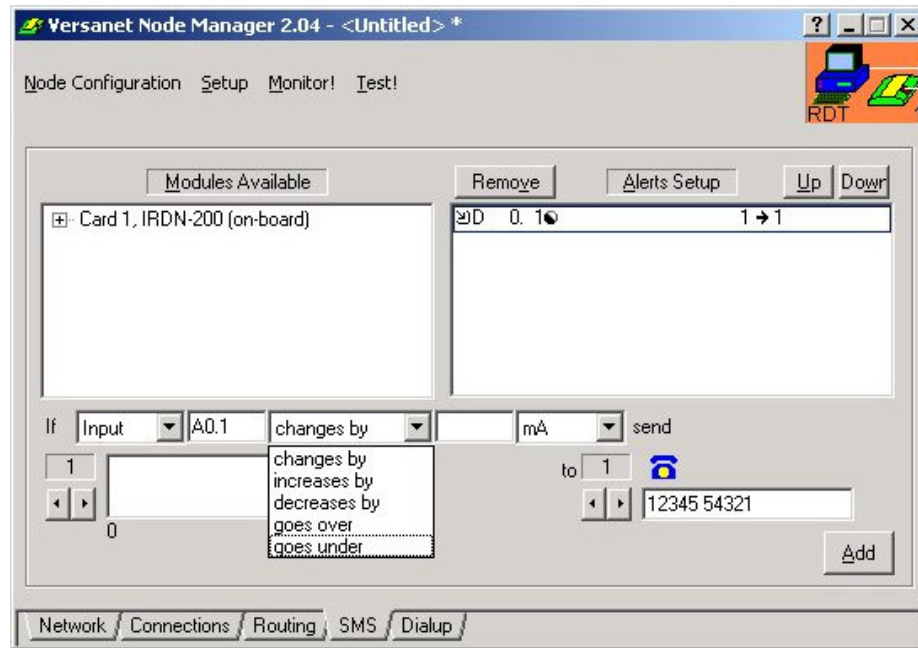 Versanet Node Manager 2.04 - <Untitled> *
Node Configuration Setup Monitor! Test!
RDT
Modules Available
Remove Alerts Setup Up Down
Card 1, IRDN-200 (on-board)
D 0. 1 1 → 1
If Input A0.1 changes by mA send
changes by
increases by
decreases by
goes over
goes under
1
0
to 1
12345 54321
Add
Network Connections Routing SMS Dialup